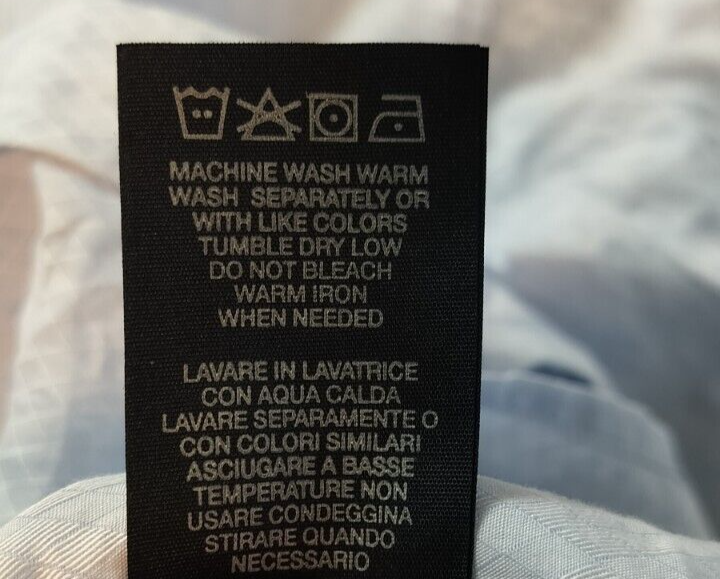 MACHINE WASH WARM
WASH SEPARATELY OR
WITH LIKE COLORS
TUMBLE DRY LOW
DO NOT BLEACH
WARM IRON
WHEN NEEDED
LAVARE IN LAVATRICE
CON AQUA CALDA
LAVARE SEPARAMENTE O
CON COLORI SIMILARI
ASCIUGARE A BASSE
TEMPERATURE NON
USARE CONDEGGINA
STIRARE QUANDO
NECESSARIO